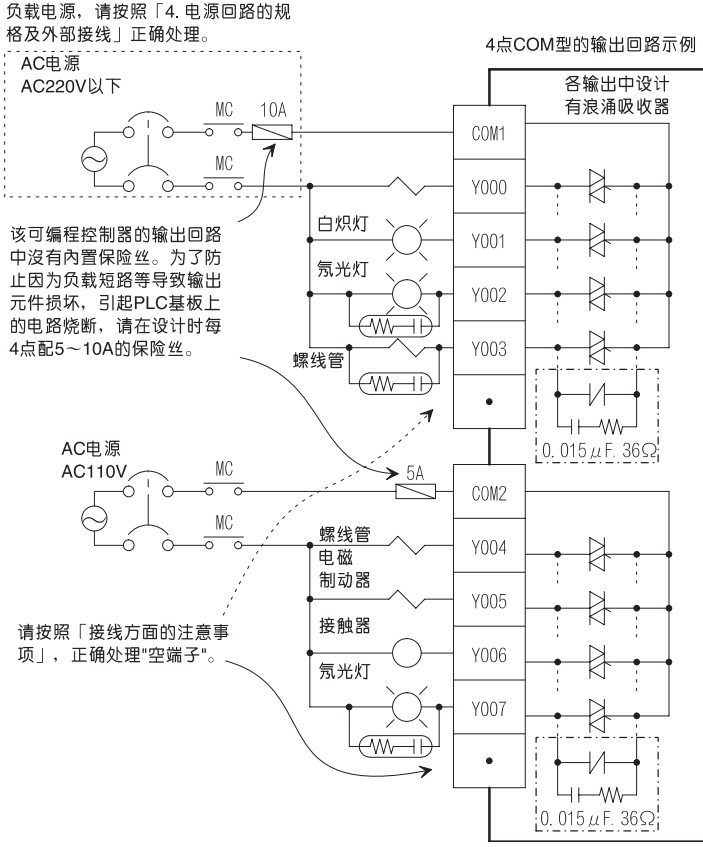 负载电源，请按照「4. 电源回路的规
格及外部接线」正确处理。
4点COM型的输出回路示例
AC电源
AC220V以下
各输出中设计
有浪涌吸收器
MC
10A
COM1
MC
Y000
该可编程控制器的输出回路
中没有内置保险丝。为了防
止因为负载短路等导致输出
元件损坏，引起PLC基板上
的电路烧断，请在设计时每
4点配5～10A的保险丝。
白炽灯
Y001
氖光灯
Y002
螺线管
Y003
0.015μF. 36Ω
AC电源
AC110V
MC
5A
COM2
MC
螺线管
Y004
电磁
制动器
Y005
接触器
Y006
氖光灯
Y007
请按照「接线方面的注意事
项」，正确处理"空端子"。
0.015μF. 36Ω